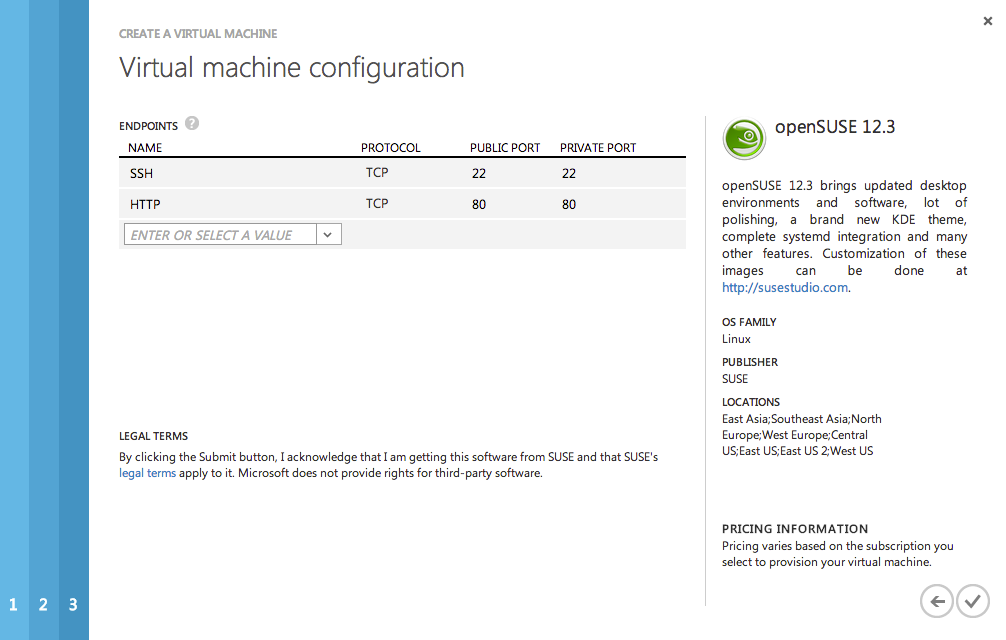 CREATE A VIRTUAL MACHINE
Virtual machine configuration
ENDPOINTS ?
NAME PROTOCOL PUBLIC PORT PRIVATE PORT
SSH TCP 22 22
HTTP TCP 80 80
ENTER OR SELECT A VALUE
LEGAL TERMS
By clicking the Submit button, I acknowledge that I am getting this software from SUSE and that SUSE's
legal terms apply to it. Microsoft does not provide rights for third-party software.
openSUSE 12.3
openSUSE 12.3 brings updated desktop
environments and software, lot of
polishing, a brand new KDE theme,
complete systemd integration and many
other features. Customization of these
images can be done at
http://susestudio.com.
OS FAMILY
Linux
PUBLISHER
SUSE
LOCATIONS
East Asia;Southeast Asia;North
Europe;West Europe;Central
US;East US;East US 2;West US
PRICING INFORMATION
Pricing varies based on the subscription you
select to provision your virtual machine.
1 2 3